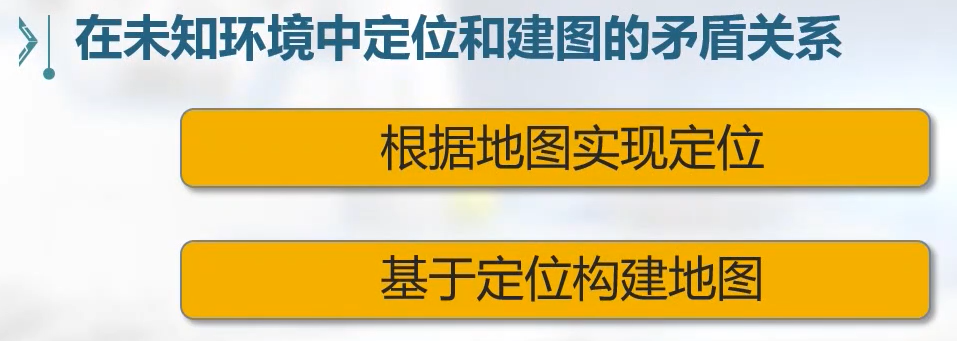 在未知环境中定位和建图的矛盾关系
根据地图实现定位
基于定位构建地图